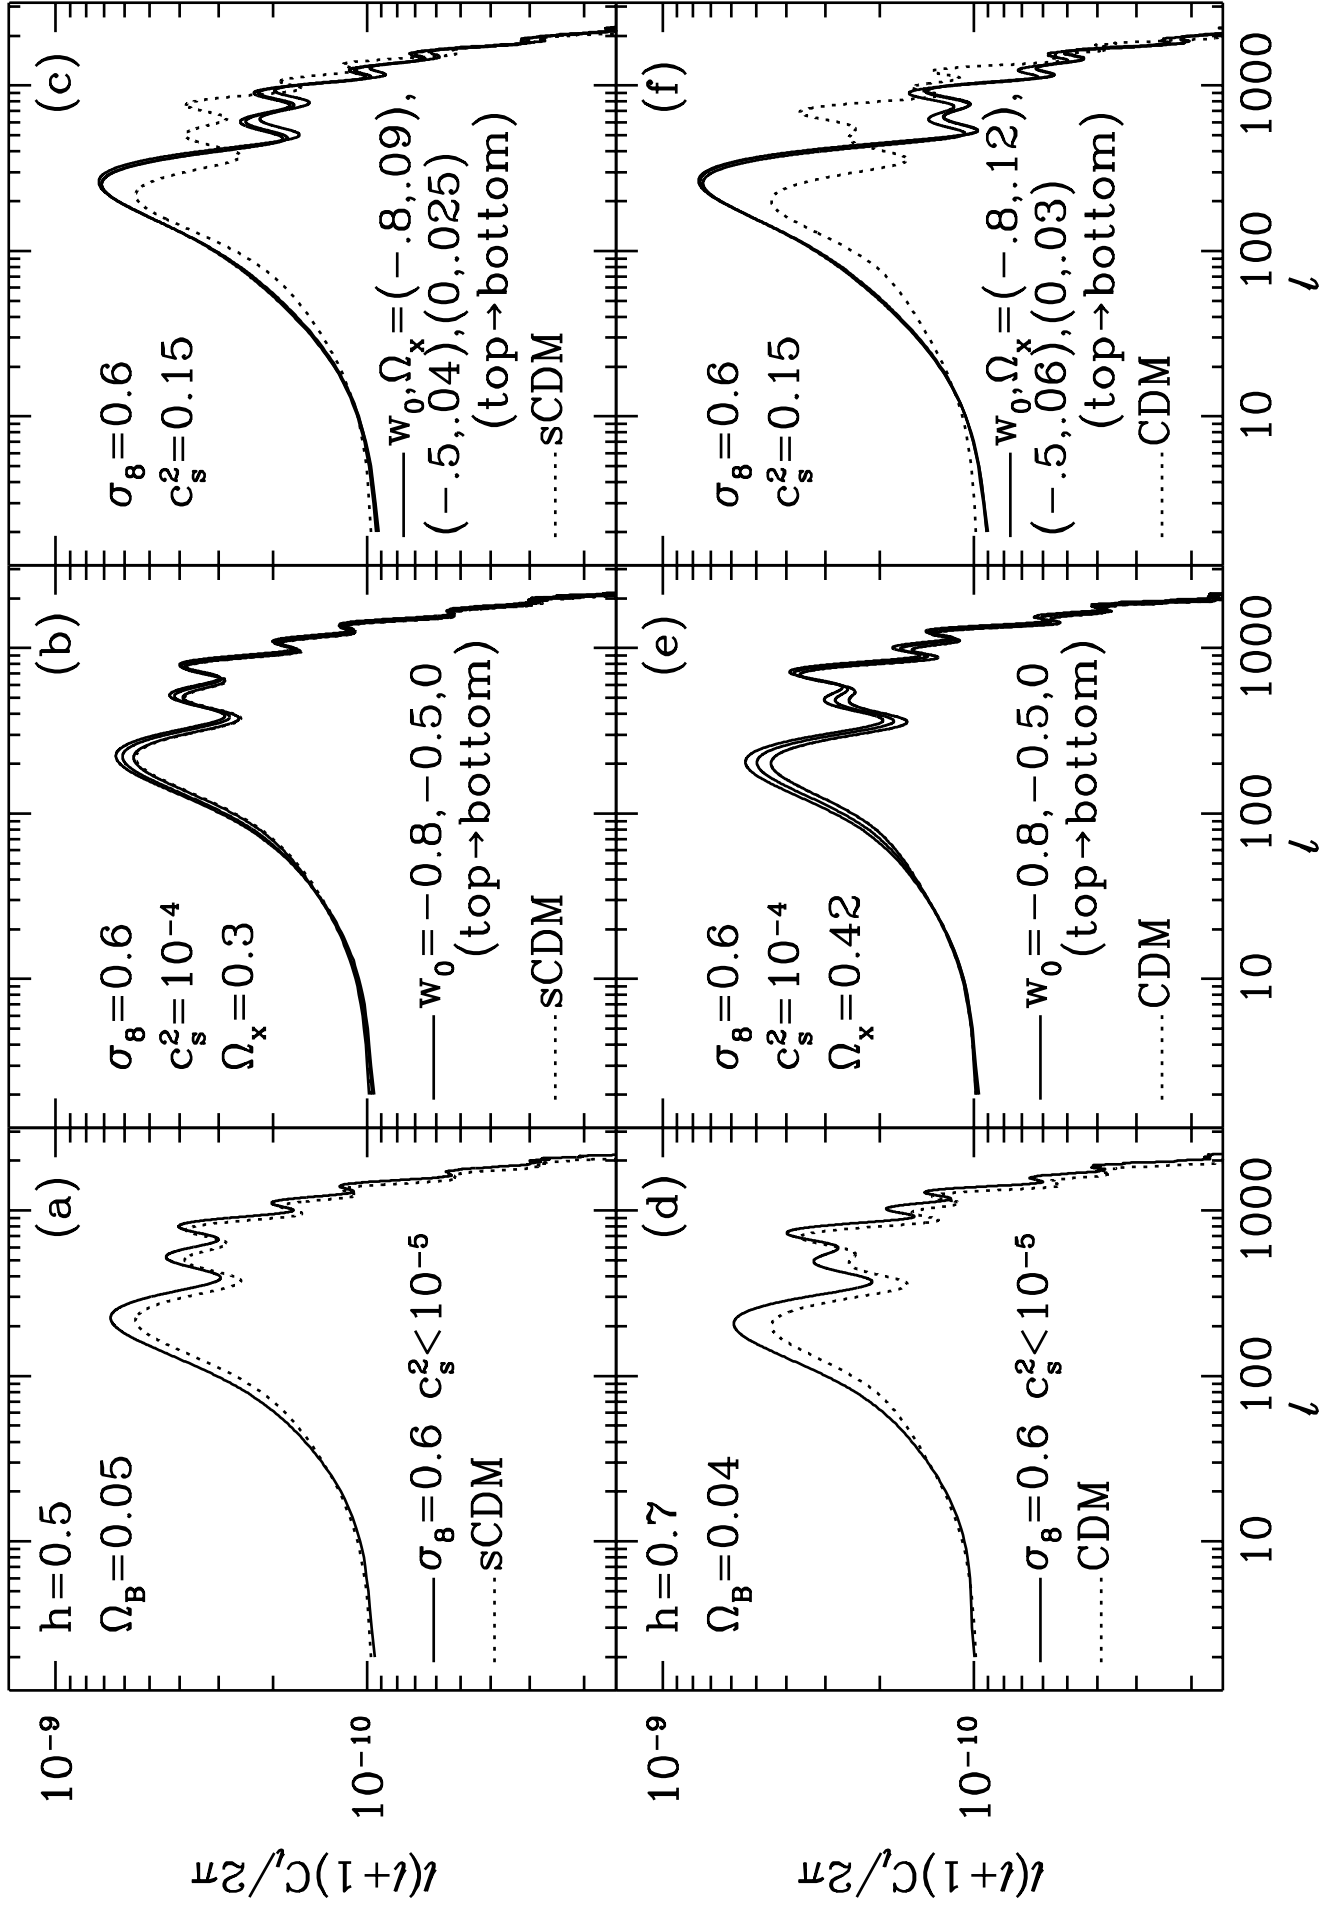 h=0.5
Ω_B=0.05
(a)
σ_8=0.6 c_s^2<10^-5
sCDM
σ_8=0.6
c_s^2=10^-4
Ω_x=0.3
(b)
w_0=-0.8,-0.5,0
(top→bottom)
sCDM
σ_8=0.6
c_s^2=0.15
(c)
w_0,Ω_x=(-.8,.09),
(-.5,.04),(0,.025)
(top→bottom)
sCDM
10^-9
10^-10
l(l+1)C_l/2π
h=0.7
Ω_B=0.04
(d)
σ_8=0.6 c_s^2<10^-5
CDM
σ_8=0.6
c_s^2=10^-4
Ω_x=0.42
(e)
w_0=-0.8,-0.5,0
(top→bottom)
CDM
σ_8=0.6
c_s^2=0.15
(f)
w_0,Ω_x=(-.8,.12),
(-.5,.06),(0,.03)
(top→bottom)
CDM
10^-9
10^-10
l(l+1)C_l/2π
10 100 1000 10 100 1000 10 100 1000
l l l